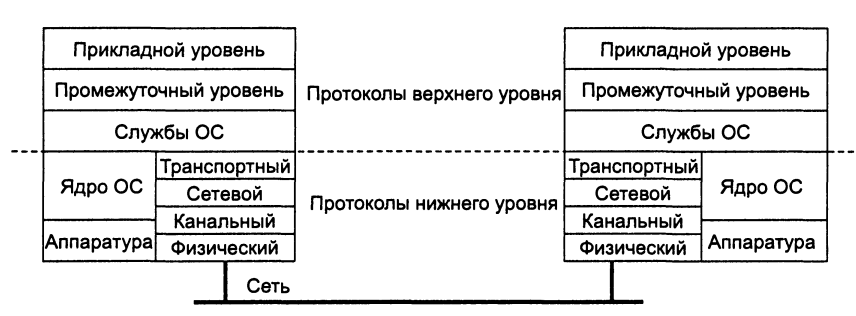 Прикладной уровень
Промежуточный уровень
Службы ОС
Ядро ОС
Аппаратура
Транспортный
Сетевой
Канальный
Физический
Протоколы верхнего уровня
Протоколы нижнего уровня
Сеть
Прикладной уровень
Промежуточный уровень
Службы ОС
Транспортный
Сетевой
Канальный
Физический
Ядро ОС
Аппаратура